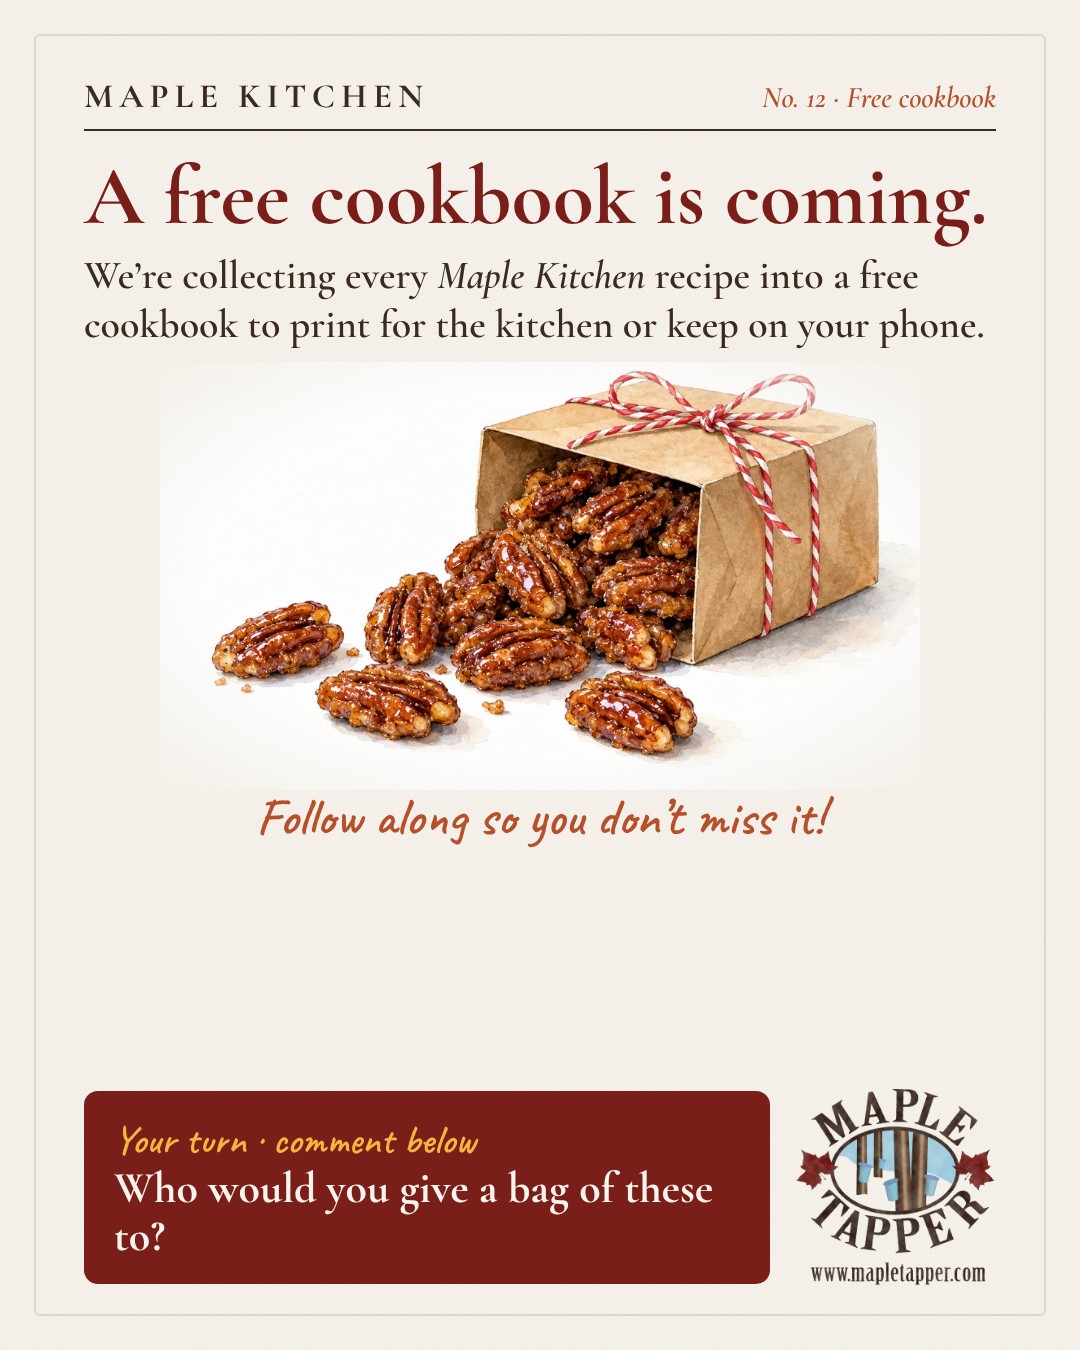 MAPLE KITCHEN
No. 12 · Free cookbook
A free cookbook is coming.
We’re collecting every Maple Kitchen recipe into a free
cookbook to print for the kitchen or keep on your phone.
Follow along so you don’t miss it!
Your turn · comment below
Who would you give a bag of these
to?
MAPLE
TAPPER
www.mapletapper.com